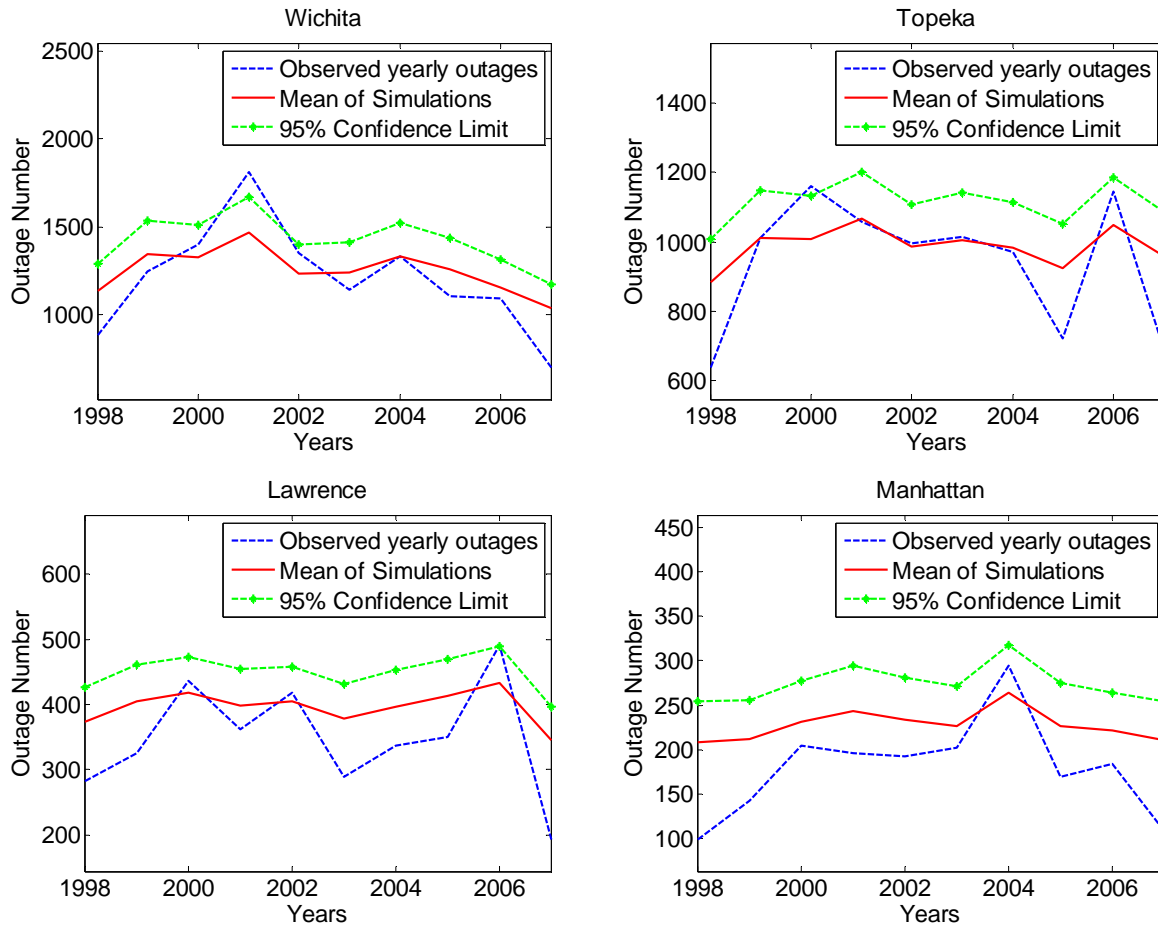 Wichita
2500
2000
1500
1000
Outage Number
Observed yearly outages
Mean of Simulations
95% Confidence Limit
1998 2000 2002 2004 2006
Years
Topeka
1400
1200
1000
800
600
Outage Number
Observed yearly outages
Mean of Simulations
95% Confidence Limit
1998 2000 2002 2004 2006
Years
Lawrence
600
500
400
300
200
Outage Number
Observed yearly outages
Mean of Simulations
95% Confidence Limit
1998 2000 2002 2004 2006
Years
Manhattan
450
400
350
300
250
200
150
100
Outage Number
Observed yearly outages
Mean of Simulations
95% Confidence Limit
1998 2000 2002 2004 2006
Years